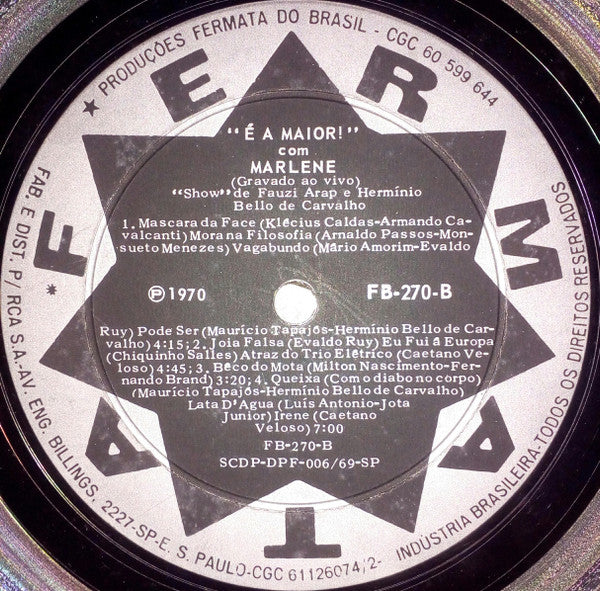 ★ PRODUÇÕES FERMATA DO BRASIL - CGC 60 599 644
FERMATA
"É A MAIOR!"
com
MARLENE
(Gravado ao vivo)
"Show" de Fauzi Arap e Hermínio
Bello de Carvalho
1. Mascara da Face (Klécius Caldas-Armando Ca-
valcanti) Mora na Filosofia (Arnaldo Passos-Mon-
sueto Menezes) Vagabundo (Mário Amorim-Evaldo
Ⓟ 1970
FB-270-B
Ruy) Pode Ser (Maurício Tapajós-Hermínio Bello de Car-
valho) 4:15; 2. Joia Falsa (Evaldo Ruy) Eu Fui â Europa
(Chiquinho Salles) Atraz do Trio Elétrico (Caetano Ve-
loso) 4:45; 3. Bêco do Mota (Milton Nascimento-Fer-
nando Brand) 3:20; 4. Queixa (Com o diabo no corpo)
(Maurício Tapajós-Hermínio Bello de Carvalho)
Lata D'Agua (Luis Antonio-Jota
Junior) Irene (Caetano
Veloso) 7:00
FB-270-B
SCDP-DPF-006/69-SP
★ FAB. E DIST. P/ RCA S.A.-AV. ENG. BILLINGS, 2227-SP-E. S. PAULO-CGC 61126074/2- INDÚSTRIA BRASILEIRA-TODOS OS DIREITOS RESERVADOS